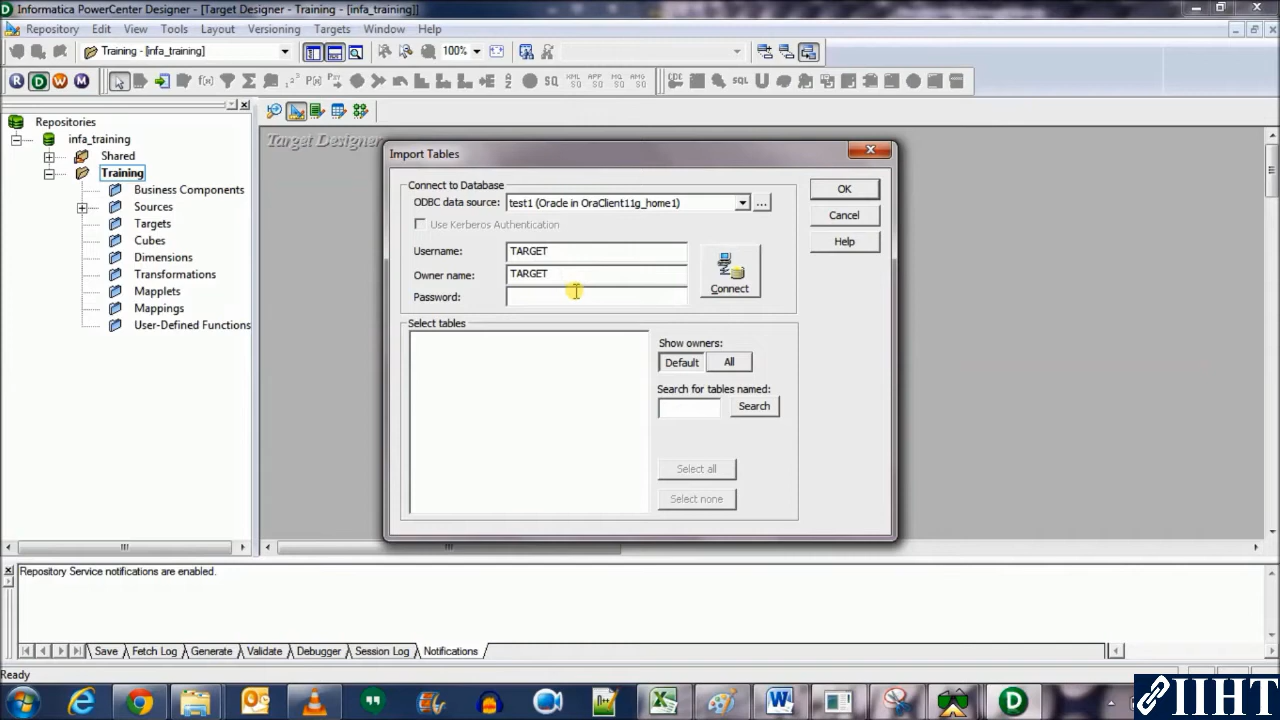 Informatica PowerCenter Designer - [Target Designer - Training - [infa_training]]
Repository Edit View Tools Layout Versioning Targets Window Help
Training - [infa_training]
100%
Repositories
infa_training
Shared
Training
Business Components
Sources
Targets
Cubes
Dimensions
Transformations
Mapplets
Mappings
User-Defined Functions
Target Designer
Import Tables
Connect to Database
ODBC data source: test1 (Oracle in OraClient11g_home1) ...
Use Kerberos Authentication
Username: TARGET
Owner name: TARGET
Password:
Connect
OK
Cancel
Help
Select tables
Show owners:
Default All
Search for tables named:
Search
Select all
Select none
Repository Service notifications are enabled.
Save Fetch Log Generate Validate Debugger Session Log Notifications
Ready
IIHT